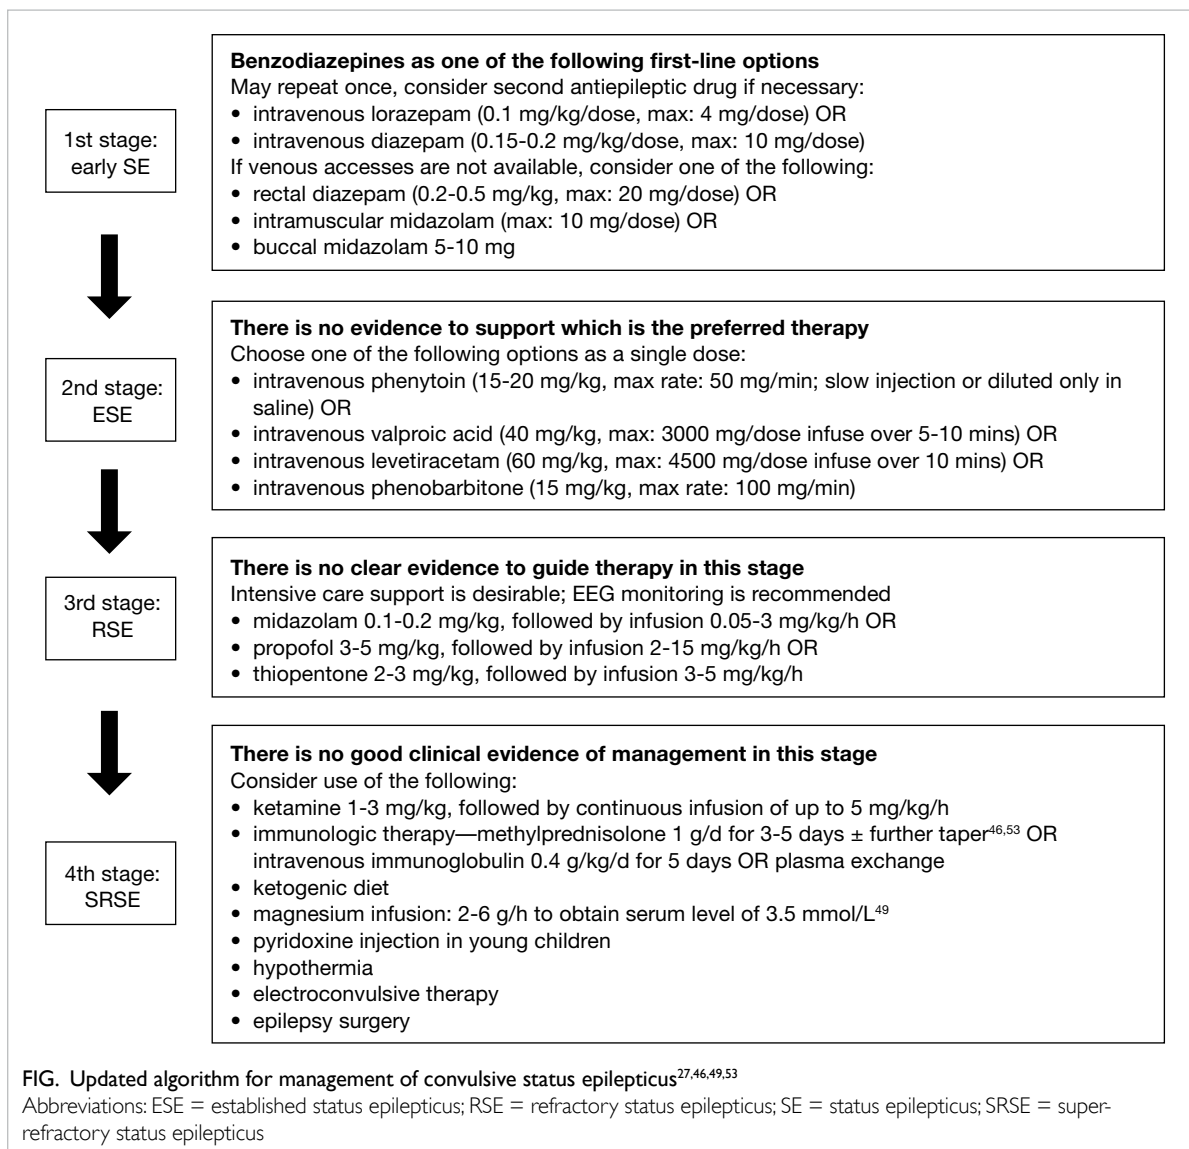 1st stage:
early SE
Benzodiazepines as one of the following first-line options
May repeat once, consider second antiepileptic drug if necessary:
• intravenous lorazepam (0.1 mg/kg/dose, max: 4 mg/dose) OR
• intravenous diazepam (0.15-0.2 mg/kg/dose, max: 10 mg/dose)
If venous accesses are not available, consider one of the following:
• rectal diazepam (0.2-0.5 mg/kg, max: 20 mg/dose) OR
• intramuscular midazolam (max: 10 mg/dose) OR
• buccal midazolam 5-10 mg
2nd stage:
ESE
There is no evidence to support which is the preferred therapy
Choose one of the following options as a single dose:
• intravenous phenytoin (15-20 mg/kg, max rate: 50 mg/min; slow injection or diluted only in
saline) OR
• intravenous valproic acid (40 mg/kg, max: 3000 mg/dose infuse over 5-10 mins) OR
• intravenous levetiracetam (60 mg/kg, max: 4500 mg/dose infuse over 10 mins) OR
• intravenous phenobarbitone (15 mg/kg, max rate: 100 mg/min)
3rd stage:
RSE
There is no clear evidence to guide therapy in this stage
Intensive care support is desirable; EEG monitoring is recommended
• midazolam 0.1-0.2 mg/kg, followed by infusion 0.05-3 mg/kg/h OR
• propofol 3-5 mg/kg, followed by infusion 2-15 mg/kg/h OR
• thiopentone 2-3 mg/kg, followed by infusion 3-5 mg/kg/h
4th stage:
SRSE
There is no good clinical evidence of management in this stage
Consider use of the following:
• ketamine 1-3 mg/kg, followed by continuous infusion of up to 5 mg/kg/h
• immunologic therapy—methylprednisolone 1 g/d for 3-5 days ± further taper46,53 OR
intravenous immunoglobulin 0.4 g/kg/d for 5 days OR plasma exchange
• ketogenic diet
• magnesium infusion: 2-6 g/h to obtain serum level of 3.5 mmol/L49
• pyridoxine injection in young children
• hypothermia
• electroconvulsive therapy
• epilepsy surgery
FIG. Updated algorithm for management of convulsive status epilepticus27,46,49,53
Abbreviations: ESE = established status epilepticus; RSE = refractory status epilepticus; SE = status epilepticus; SRSE = super-
refractory status epilepticus